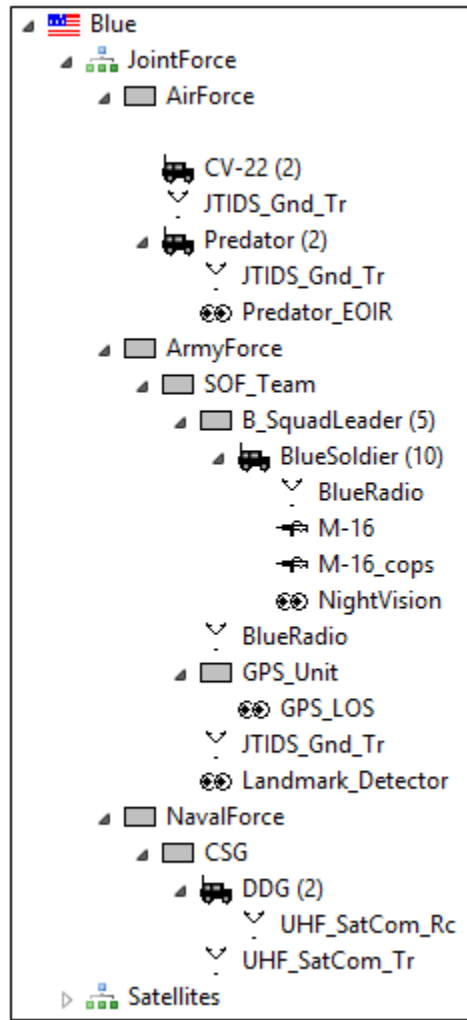 Blue
JointForce
AirForce
CV-22 (2)
JTIDS_Gnd_Tr
Predator (2)
JTIDS_Gnd_Tr
Predator_EOIR
ArmyForce
SOF_Team
B_SquadLeader (5)
BlueSoldier (10)
BlueRadio
M-16
M-16_cops
NightVision
BlueRadio
GPS_Unit
GPS_LOS
JTIDS_Gnd_Tr
Landmark_Detector
NavalForce
CSG
DDG (2)
UHF_SatCom_Rc
UHF_SatCom_Tr
Satellites